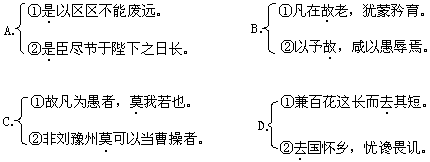 A. ①是以区区不能废远。
②是臣尽节于陛下之日长。
B. ①凡在故老，犹蒙矜育。
②以予故，咸以愚辱焉。
C. ①故凡为愚者，莫我若也。
②非刘豫州莫可以当曹操者。
D. ①兼百花这长而去其短。
②去国怀乡，忧谗畏讥。